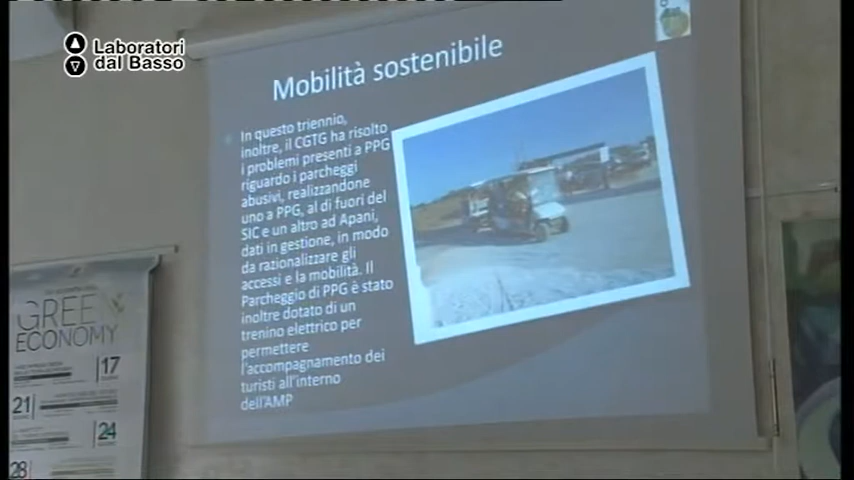 Laboratori
dal Basso
Mobilità sostenibile
In questo triennio,
inoltre, il CGTG ha risolto
i problemi presenti a PPG
riguardo i parcheggi
abusivi, realizzandone
uno a PPG, al di fuori del
SIC e un altro ad Apani,
dati in gestione, in modo
da razionalizzare gli
accessi e la mobilità. Il
Parcheggio di PPG è stato
inoltre dotato di un
trenino elettrico per
permettere
l'accompagnamento dei
turisti all'interno
dell'AMP
GREEN
ECONOMY
17
21
24
28